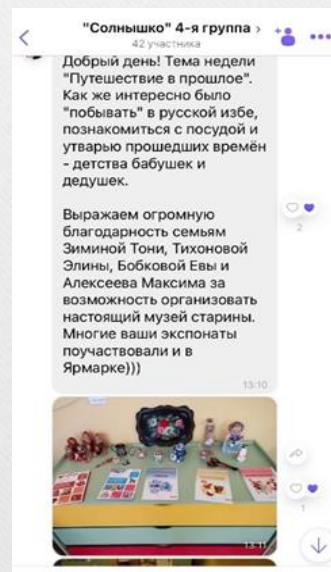 "Солнышко" 4-я группа >
42 участника
Добрый день! Тема недели
"Путешествие в прошлое".
Как же интересно было
"побывать" в русской избе,
познакомиться с посудой и
утварью прошедших времён
- детства бабушек и
дедушек.
Выражаем огромную
благодарность семьям
Зиминой Тони, Тихоновой
Элины, Бобковой Евы и
Алексеева Максима за
возможность организовать
настоящий музей старины.
Многие ваши экспонаты
поучаствовали и в
Ярмарке)))
2
13:10
1
13:11